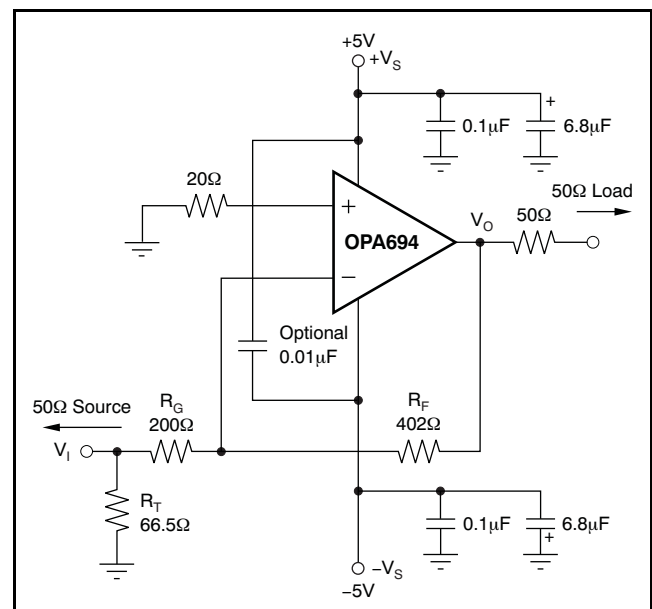 +5V
+V_S
0.1µF
+
6.8µF
20Ω
+
OPA694
−
V_O
50Ω
50Ω Load
Optional
0.01µF
50Ω Source
R_G
200Ω
R_F
402Ω
V_I
R_T
66.5Ω
0.1µF
6.8µF
+
−V_S
−5V